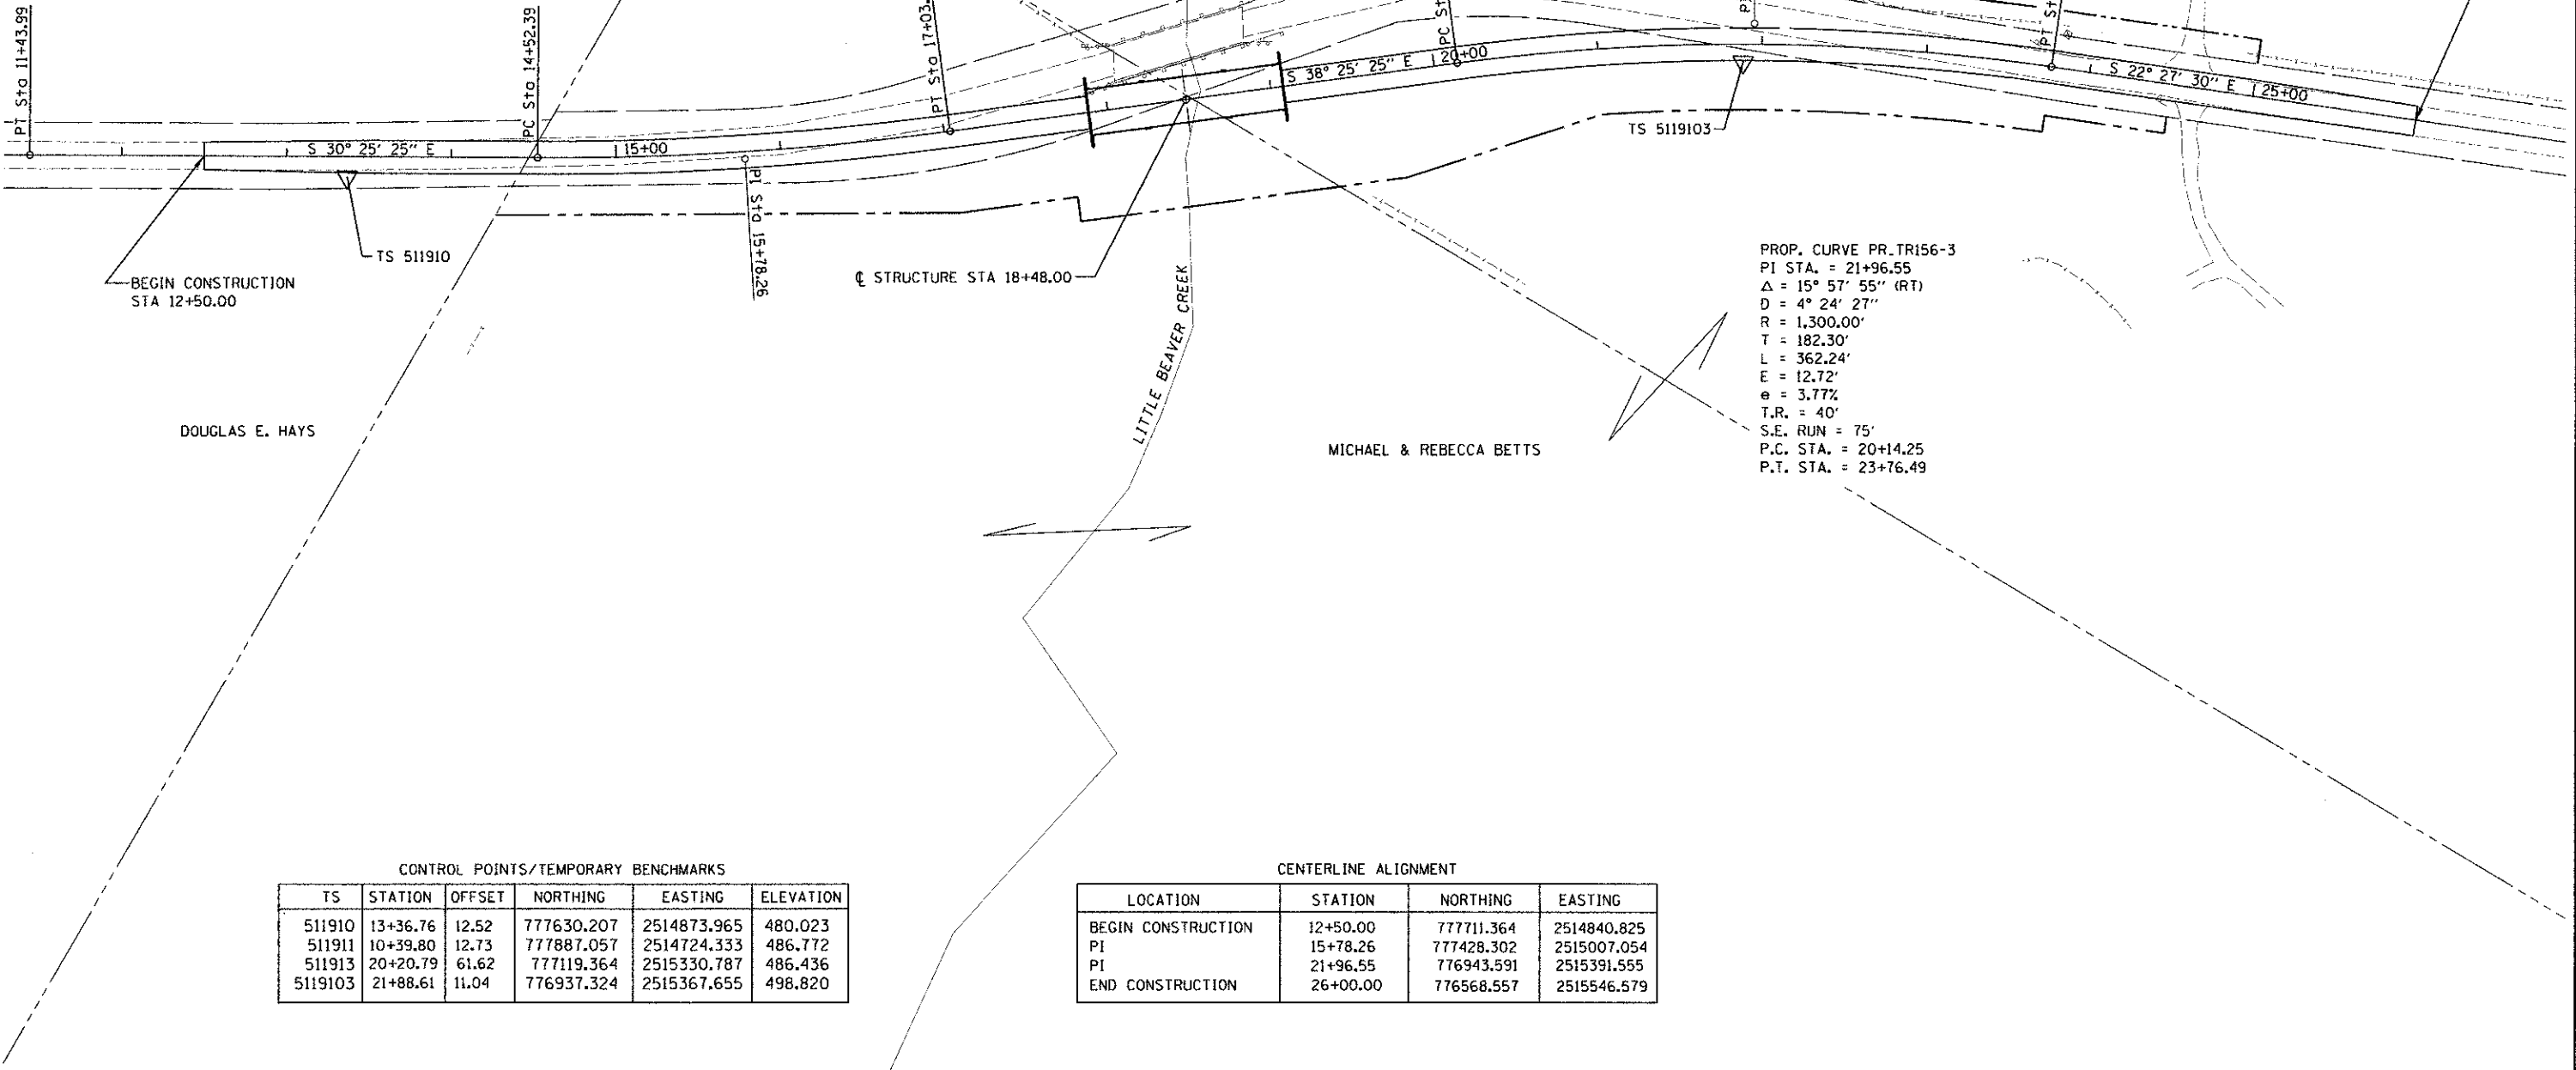 PT Sta 11+43.99
PC Sta 14+52.39
PT Sta 17+03.
PC St
PI
PT St
S 30° 25' 25" E
15+00
S 38° 25' 25" E
20+00
S 22° 27' 30" E
25+00
PI Sta 15+78.26
TS 511910
TS 5119103
BEGIN CONSTRUCTION
STA 12+50.00
℄ STRUCTURE STA 18+48.00
LITTLE BEAVER CREEK
DOUGLAS E. HAYS
MICHAEL & REBECCA BETTS
PROP. CURVE PR_TR156-3
PI STA. = 21+96.55
Δ = 15° 57' 55" (RT)
D = 4° 24' 27"
R = 1,300.00'
T = 182.30'
L = 362.24'
E = 12.72'
e = 3.77%
T.R. = 40'
S.E. RUN = 75'
P.C. STA. = 20+14.25
P.T. STA. = 23+76.49
CONTROL POINTS/TEMPORARY BENCHMARKS
TS STATION OFFSET NORTHING EASTING ELEVATION
511910 13+36.76 12.52 777630.207 2514873.965 480.023
511911 10+39.80 12.73 777887.057 2514724.333 486.772
511913 20+20.79 61.62 777119.364 2515330.787 486.436
5119103 21+88.61 11.04 776937.324 2515367.655 498.820
CENTERLINE ALIGNMENT
LOCATION STATION NORTHING EASTING
BEGIN CONSTRUCTION 12+50.00 777711.364 2514840.825
PI 15+78.26 777428.302 2515007.054
PI 21+96.55 776943.591 2515391.555
END CONSTRUCTION 26+00.00 776568.557 2515546.579